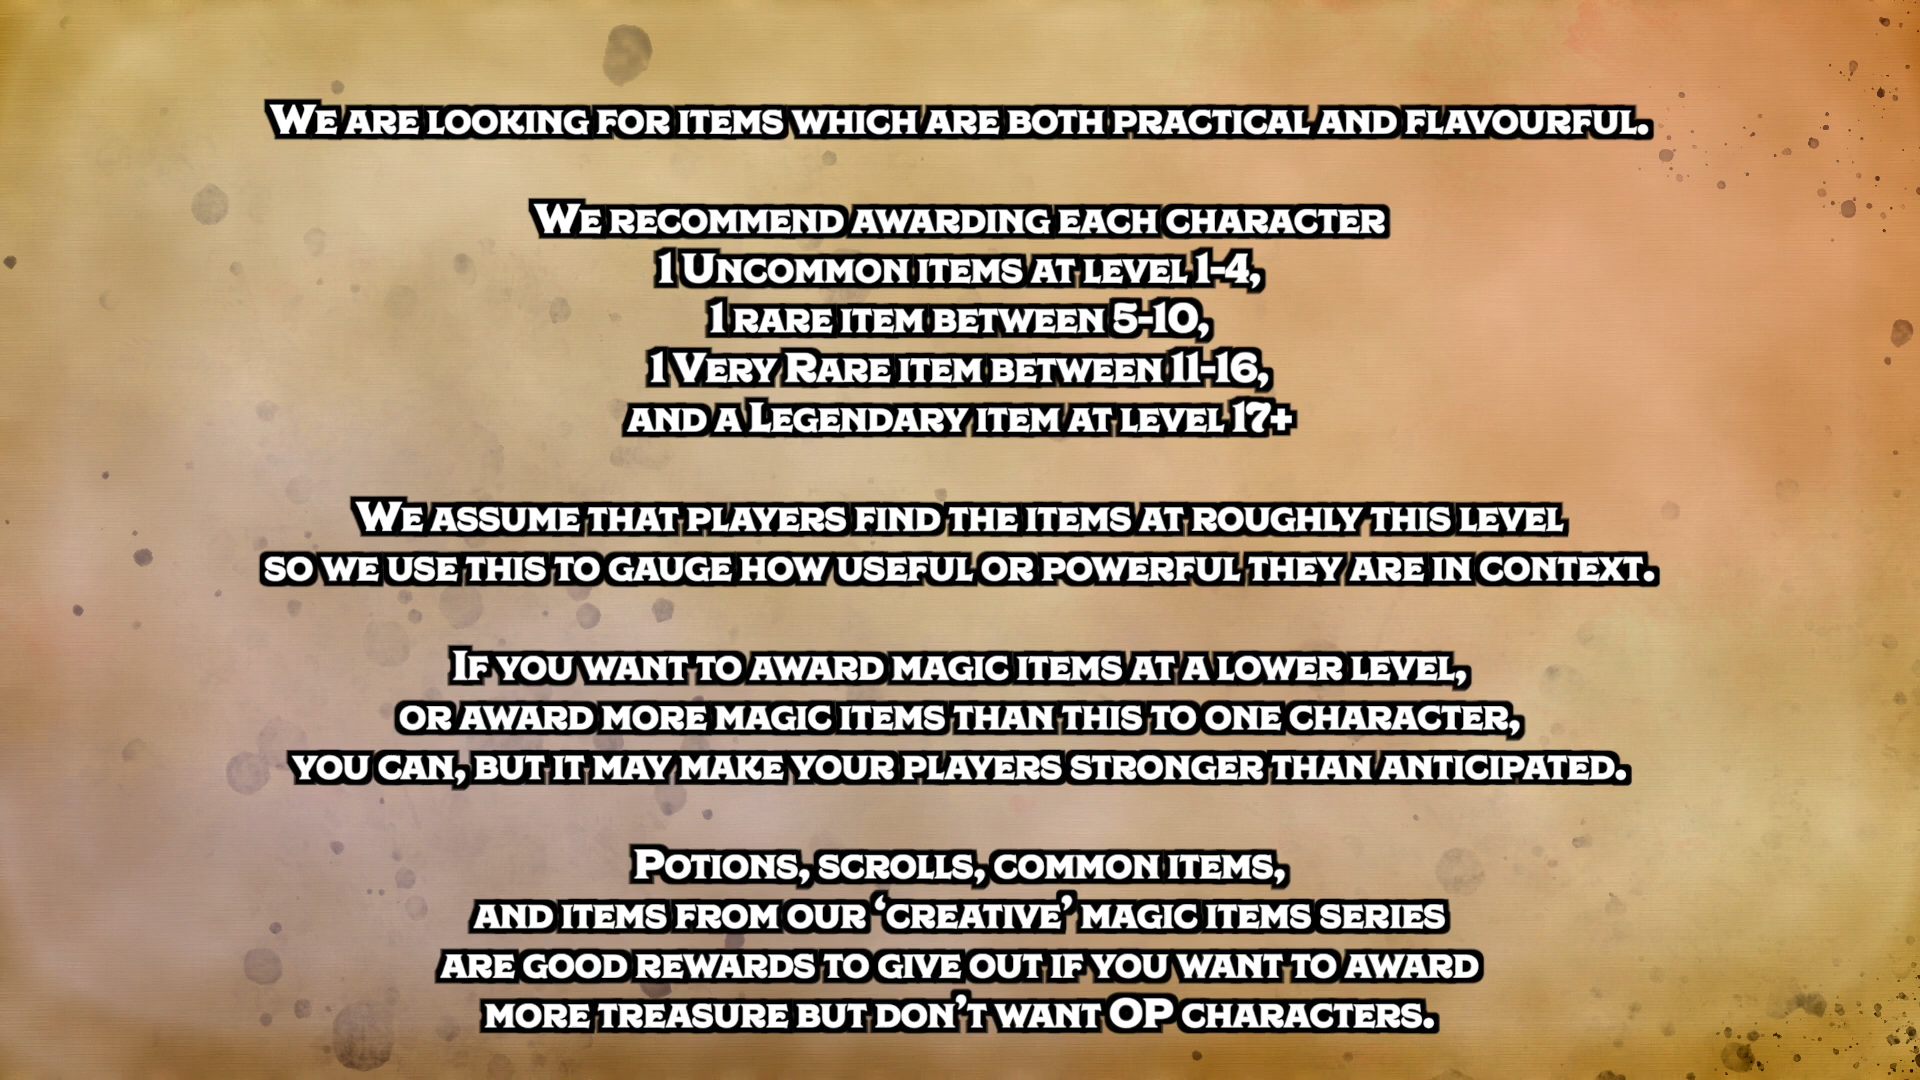 We are looking for items which are both practical and flavourful.
We recommend awarding each character
1 Uncommon items at level 1-4,
1 rare item between 5-10,
1 Very Rare item between 11-16,
and a Legendary item at level 17+
We assume that players find the items at roughly this level
so we use this to gauge how useful or powerful they are in context.
If you want to award magic items at a lower level,
or award more magic items than this to one character,
you can, but it may make your players stronger than anticipated.
Potions, scrolls, common items,
and items from our ‘creative’ magic items series
are good rewards to give out if you want to award
more treasure but don’t want OP characters.